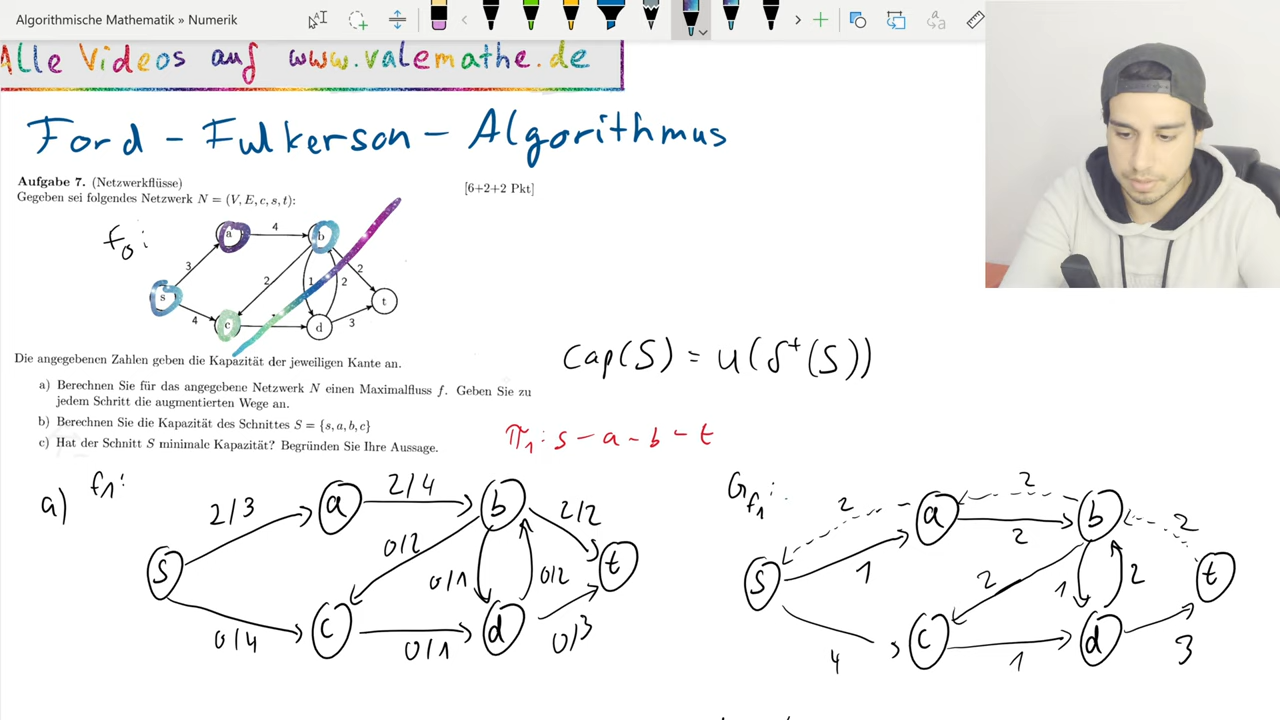 Algorithmische Mathematik » Numerik
Alle Videos auf www.valemathe.de
Ford - Fulkerson - Algorithmus
Aufgabe 7. (Netzwerkflüsse) [6+2+2 Pkt]
Gegeben sei folgendes Netzwerk N = (V, E, c, s, t):
f₀:
a 4 b
3 2 1 2 2
s t
4 c d 3
Die angegebenen Zahlen geben die Kapazität der jeweiligen Kante an.
cap(S) = u(δ⁺(S))
a) Berechnen Sie für das angegebene Netzwerk N einen Maximalfluss f. Geben Sie zu
jedem Schritt die augmentierten Wege an.
b) Berechnen Sie die Kapazität des Schnittes S = {s, a, b, c}
c) Hat der Schnitt S minimale Kapazität? Begründen Sie Ihre Aussage.
π₁: s - a - b - t
a) f₁:
2/3 a 2/4 b 2/2
s 0/2 0/1 0/2 t
0/4 c 0/1 d 0/3
G_f₁:
2 a 2 b 2
s 1 2 2 1 2 t
4 c 1 d 3